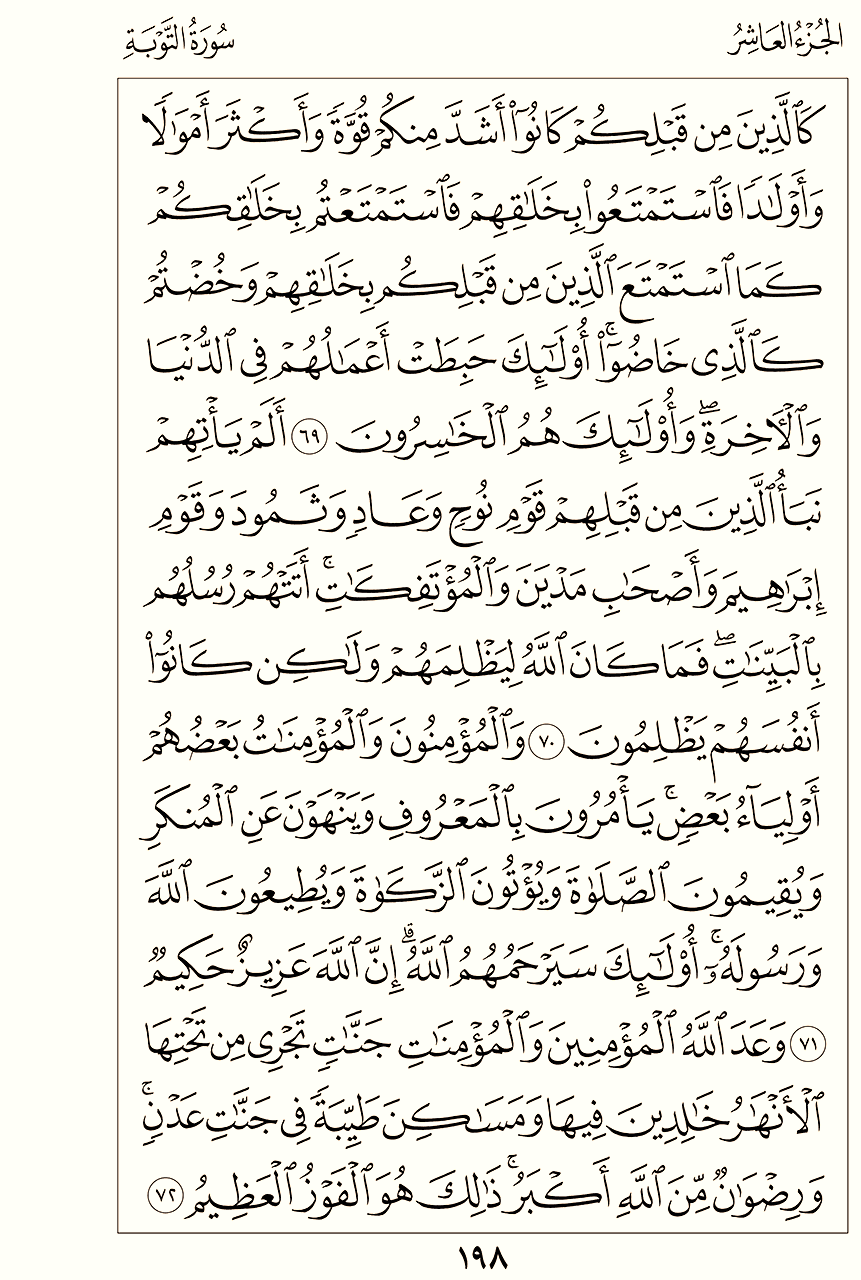 الجُزْءُ العَاشِرُ
سُورَةُ التَّوْبَةِ
كَٱلَّذِينَ مِن قَبْلِكُمْ كَانُوٓا۟ أَشَدَّ مِنكُمْ قُوَّةً وَأَكْثَرَ أَمْوَٰلًا
وَأَوْلَٰدًا فَٱسْتَمْتَعُوا۟ بِخَلَٰقِهِمْ فَٱسْتَمْتَعْتُم بِخَلَٰقِكُمْ
كَمَا ٱسْتَمْتَعَ ٱلَّذِينَ مِن قَبْلِكُم بِخَلَٰقِهِمْ وَخُضْتُمْ
كَٱلَّذِى خَاضُوٓا۟ ۚ أُو۟لَٰٓئِكَ حَبِطَتْ أَعْمَٰلُهُمْ فِى ٱلدُّنْيَا
وَٱلْءَاخِرَةِ ۖ وَأُو۟لَٰٓئِكَ هُمُ ٱلْخَٰسِرُونَ ٦٩ أَلَمْ يَأْتِهِمْ
نَبَأُ ٱلَّذِينَ مِن قَبْلِهِمْ قَوْمِ نُوحٍ وَعَادٍ وَثَمُودَ وَقَوْمِ
إِبْرَٰهِيمَ وَأَصْحَٰبِ مَدْيَنَ وَٱلْمُؤْتَفِكَٰتِ ۚ أَتَتْهُمْ رُسُلُهُم
بِٱلْبَيِّنَٰتِ ۖ فَمَا كَانَ ٱللَّهُ لِيَظْلِمَهُمْ وَلَٰكِن كَانُوٓا۟
أَنفُسَهُمْ يَظْلِمُونَ ٧٠ وَٱلْمُؤْمِنُونَ وَٱلْمُؤْمِنَٰتُ بَعْضُهُمْ
أَوْلِيَآءُ بَعْضٍ ۚ يَأْمُرُونَ بِٱلْمَعْرُوفِ وَيَنْهَوْنَ عَنِ ٱلْمُنكَرِ
وَيُقِيمُونَ ٱلصَّلَوٰةَ وَيُؤْتُونَ ٱلزَّكَوٰةَ وَيُطِيعُونَ ٱللَّهَ
وَرَسُولَهُۥٓ ۚ أُو۟لَٰٓئِكَ سَيَرْحَمُهُمُ ٱللَّهُ ۗ إِنَّ ٱللَّهَ عَزِيزٌ حَكِيمٌ
٧١ وَعَدَ ٱللَّهُ ٱلْمُؤْمِنِينَ وَٱلْمُؤْمِنَٰتِ جَنَّٰتٍ تَجْرِى مِن تَحْتِهَا
ٱلْأَنْهَٰرُ خَٰلِدِينَ فِيهَا وَمَسَٰكِنَ طَيِّبَةً فِى جَنَّٰتِ عَدْنٍ ۚ
وَرِضْوَٰنٌ مِّنَ ٱللَّهِ أَكْبَرُ ۚ ذَٰلِكَ هُوَ ٱلْفَوْزُ ٱلْعَظِيمُ ٧٢
١٩٨